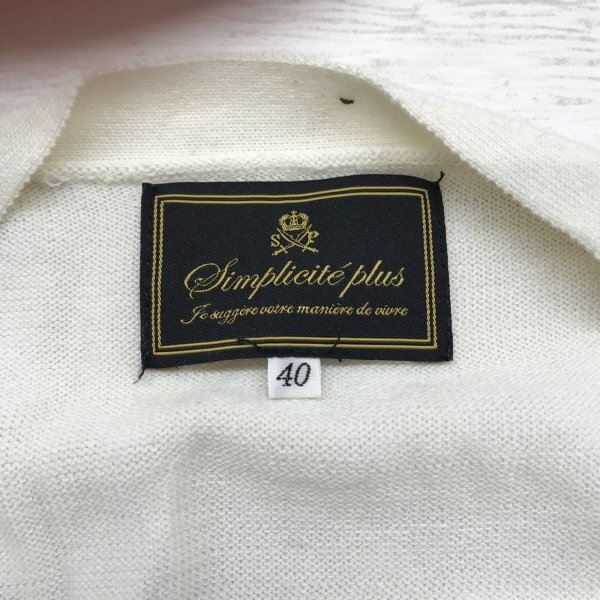 S P
Simplicité plus
Je suggère votre manière de vivre
40